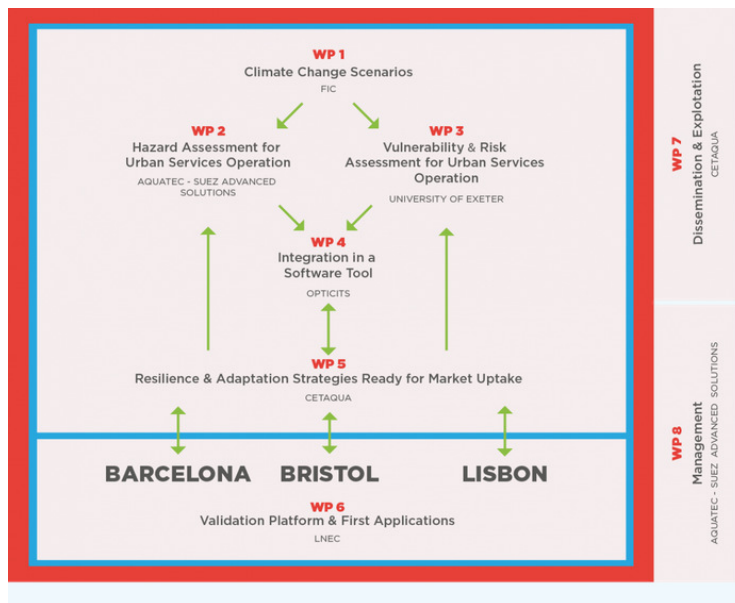 WP 1
Climate Change Scenarios
FIC
WP 2
Hazard Assessment for
Urban Services Operation
AQUATEC - SUEZ ADVANCED
SOLUTIONS
WP 3
Vulnerability & Risk
Assessment for Urban Services
Operation
UNIVERSITY OF EXETER
WP 4
Integration in a
Software Tool
OPTICITS
WP 5
Resilience & Adaptation Strategies Ready for Market Uptake
CETAQUA
BARCELONA BRISTOL LISBON
WP 6
Validation Platform & First Applications
LNEC
WP 7
Dissemination & Explotation
CETAQUA
WP 8
Management
AQUATEC - SUEZ ADVANCED SOLUTIONS